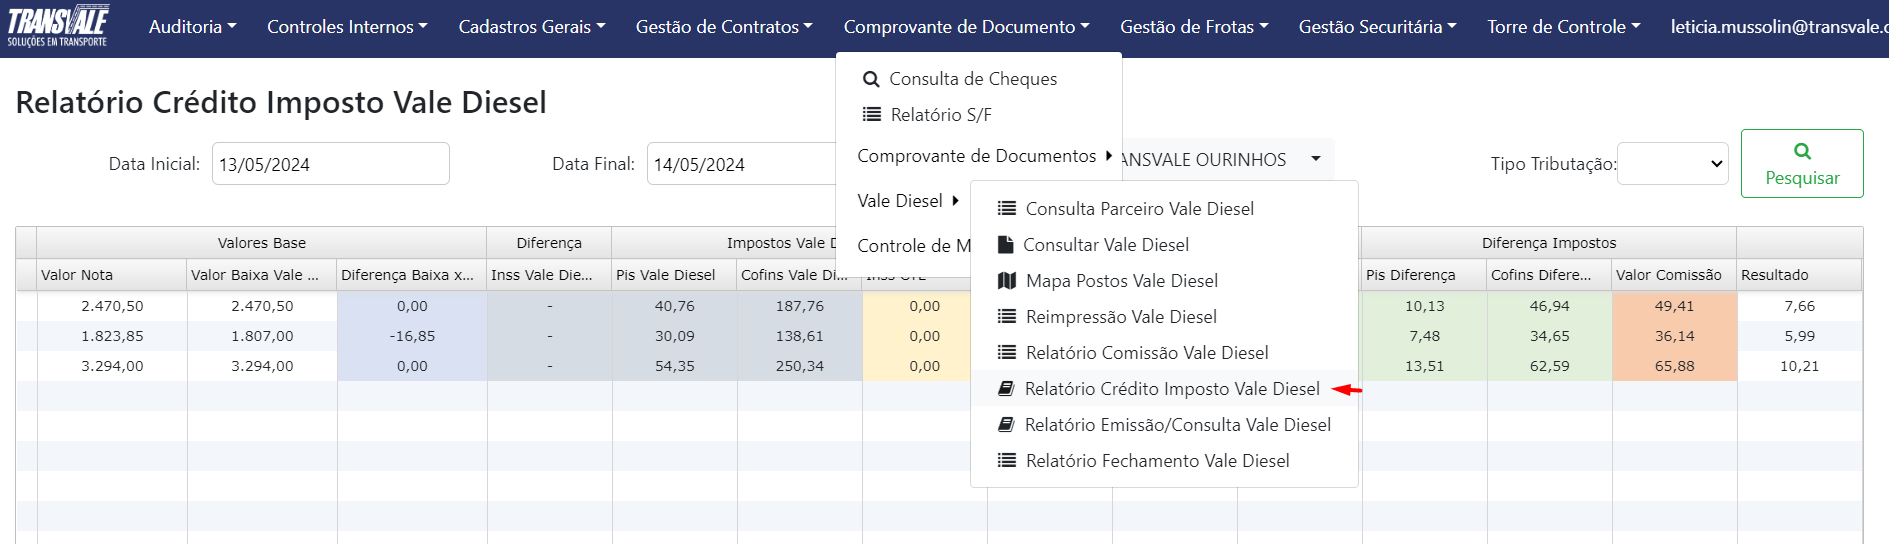 TRANSVALE
SOLUÇÕES EM TRANSPORTE
Auditoria
Controles Internos
Cadastros Gerais
Gestão de Contratos
Comprovante de Documento
Gestão de Frotas
Gestão Securitária
Torre de Controle
leticia.mussolin@transvale.c
Consulta de Cheques
Relatório S/F
Comprovante de Documentos
Vale Diesel
Controle de M
Consulta Parceiro Vale Diesel
Consultar Vale Diesel
Mapa Postos Vale Diesel
Reimpressão Vale Diesel
Relatório Comissão Vale Diesel
Relatório Crédito Imposto Vale Diesel
Relatório Emissão/Consulta Vale Diesel
Relatório Fechamento Vale Diesel
Relatório Crédito Imposto Vale Diesel
Data Inicial: 13/05/2024
Data Final: 14/05/2024
ANSVALE OURINHOS
Tipo Tributação:
Pesquisar
Valores Base Diferença Impostos Vale D Diferença Impostos
Valor Nota Valor Baixa Vale ... Diferença Baixa x... Inss Vale Die... Pis Vale Diesel Cofins Vale Di... Pis Diferença Cofins Difere... Valor Comissão Resultado
2.470,50 2.470,50 0,00 - 40,76 187,76 0,00 10,13 46,94 49,41 7,66
1.823,85 1.807,00 -16,85 - 30,09 138,61 0,00 7,48 34,65 36,14 5,99
3.294,00 3.294,00 0,00 - 54,35 250,34 0,00 13,51 62,59 65,88 10,21